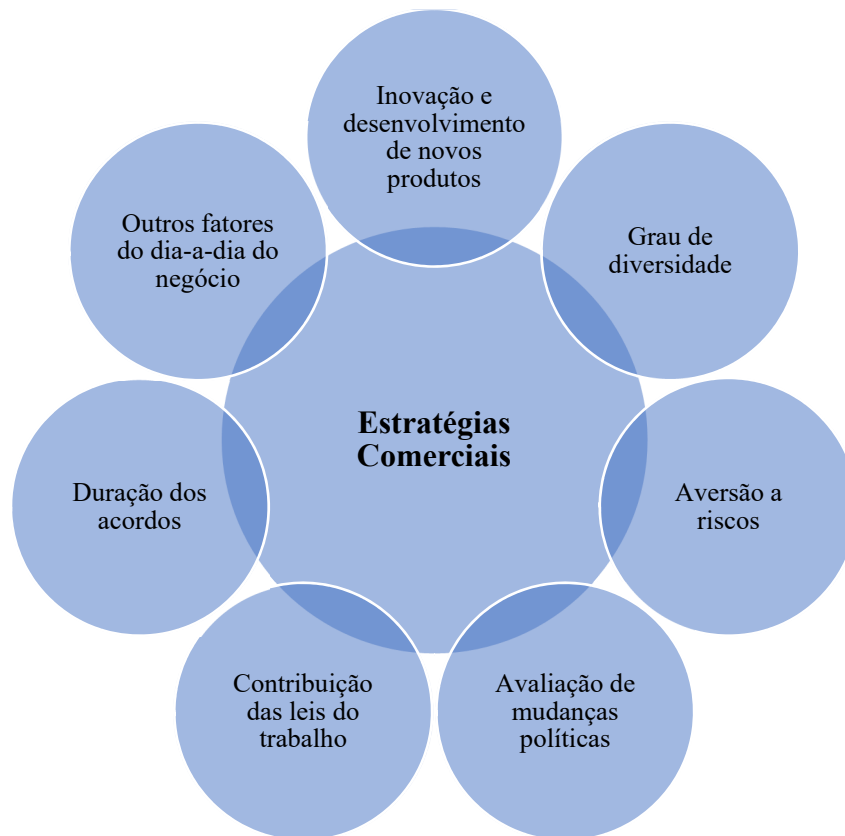 Inovação e
desenvolvimento
de novos
produtos
Grau de
diversidade
Aversão a
riscos
Avaliação de
mudanças
políticas
Contribuição
das leis do
trabalho
Duração dos
acordos
Outros fatores
do dia-a-dia do
negócio
Estratégias
Comerciais